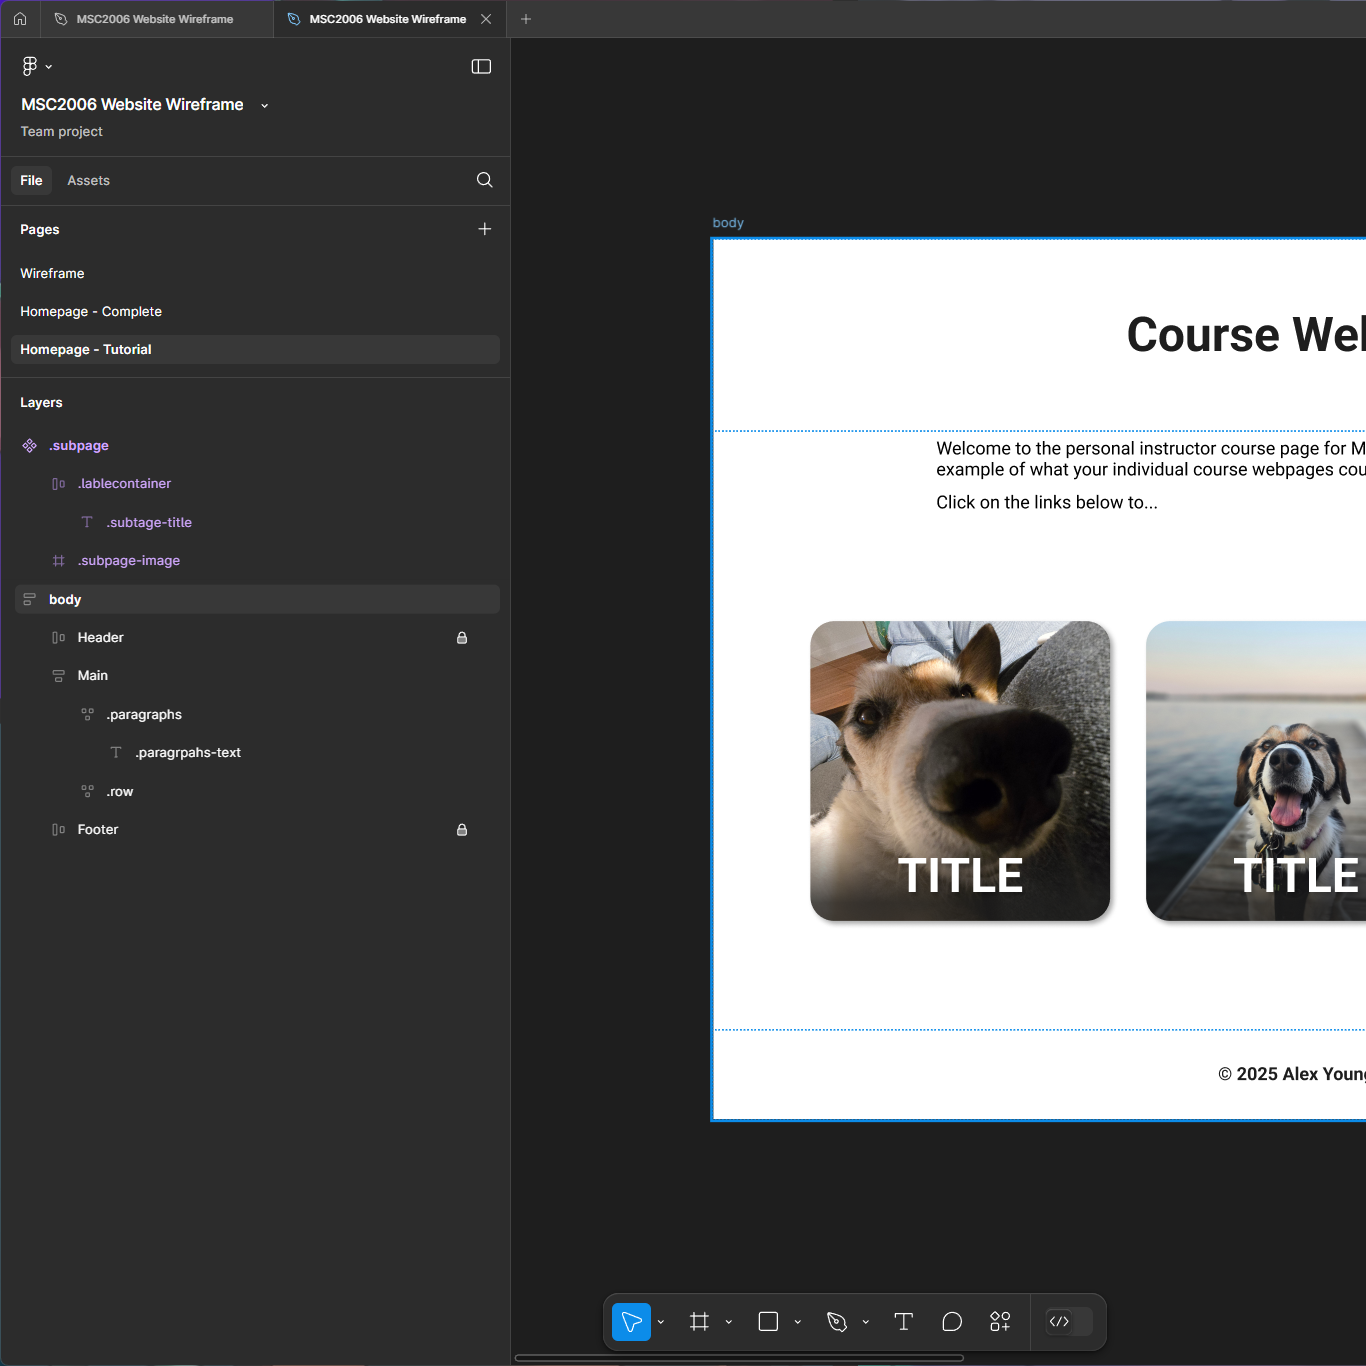 MSC2006 Website Wireframe
MSC2006 Website Wireframe
MSC2006 Website Wireframe
Team project
File
Assets
Pages
Wireframe
Homepage - Complete
Homepage - Tutorial
Layers
.subpage
.lablecontainer
.subtage-title
.subpage-image
body
Header
Main
.paragraphs
.paragrpahs-text
.row
Footer
body
Course
Welcome to the personal instructor course page for
example of what your individual course webpages
Click on the links below to...
TITLE
TITLE
© 2025 Alex